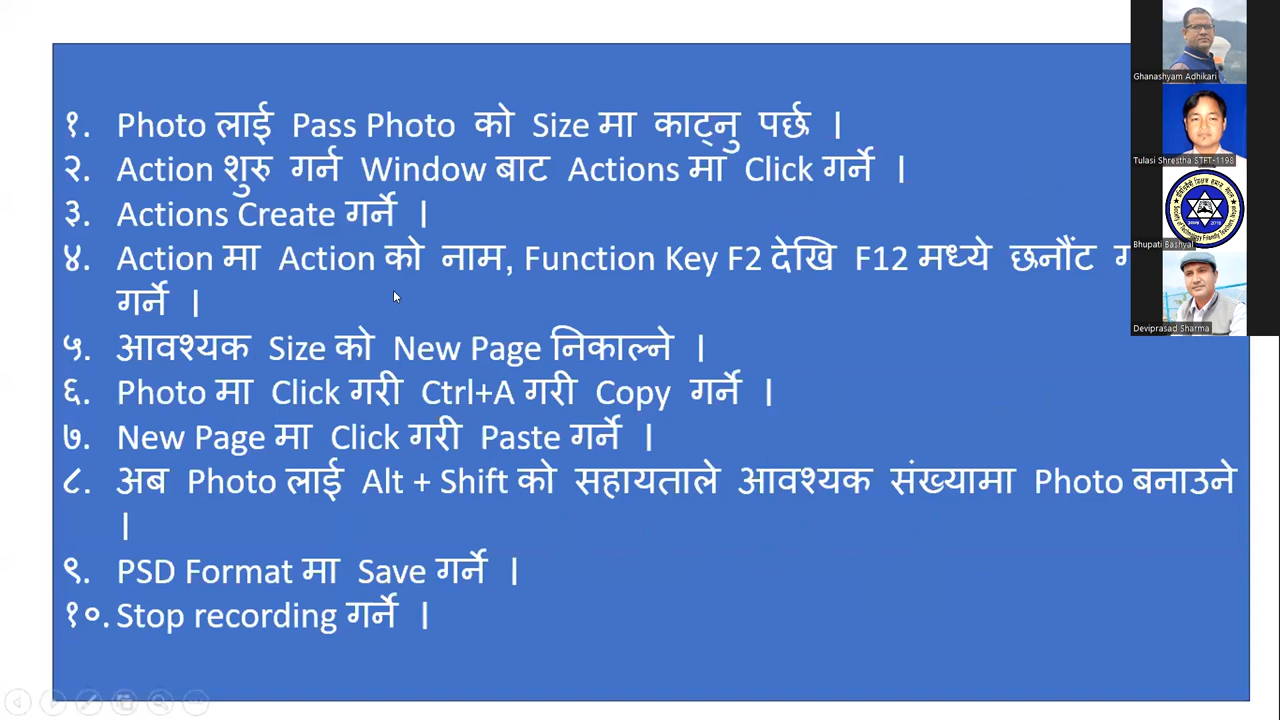 १. Photo लाई Pass Photo को Size मा काट्नु पर्छ |
२. Action शुरु गर्न Window बाट Actions मा Click गर्ने |
३. Actions Create गर्ने |
४. Action मा Action को नाम, Function Key F2 देखि F12 मध्ये छनौंट
गर्ने |
५. आवश्यक Size को New Page निकाल्ने |
६. Photo मा Click गरी Ctrl+A गरी Copy गर्ने |
७. New Page मा Click गरी Paste गर्ने |
८. अब Photo लाई Alt + Shift को सहायताले आवश्यक संख्यामा Photo बनाउने
|
९. PSD Format मा Save गर्ने |
१०. Stop recording गर्ने |
Ghanashyam Adhikari
Tulasi Shrestha STFT-1198
Bhupati Bashyal
Deviprasad Sharma